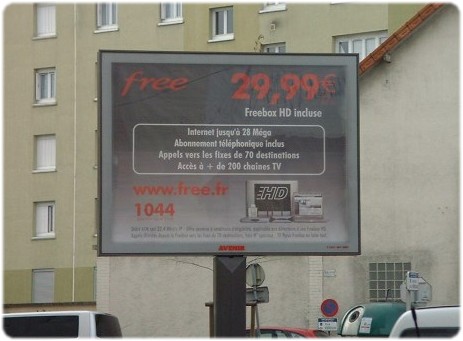 free
29,99€
Freebox HD incluse
Internet jusqu'à 28 Méga
Abonnement téléphonique inclus
Appels vers les fixes de 70 destinations
Accès à + de 200 chaînes TV
www.free.fr
HD
1044